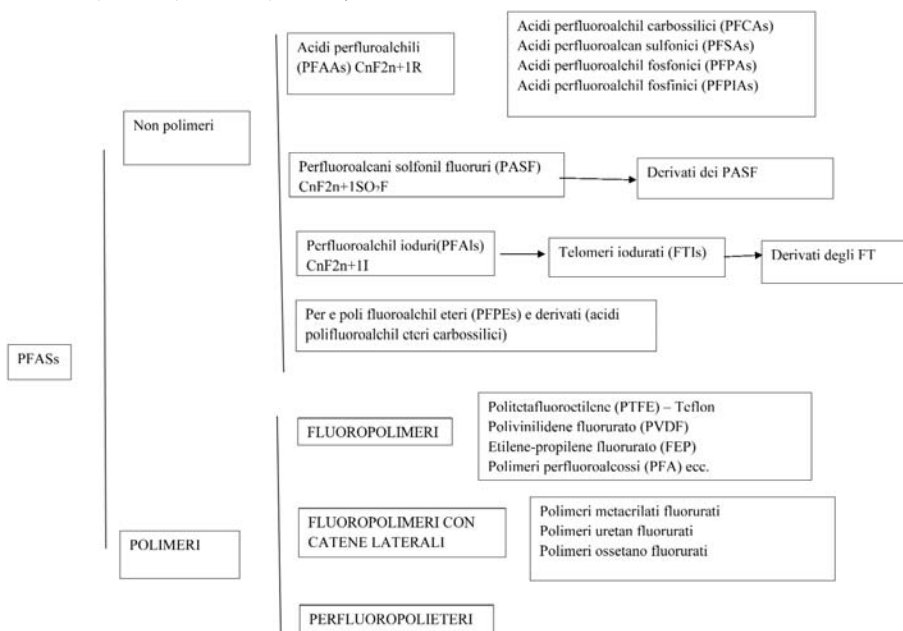 Acidi perfluroalchili
(PFAAs) CnF2n+1R
Acidi perfluoroalchil carbossilici (PFCAs)
Acidi perfluoroalcan sulfonici (PFSAs)
Acidi perfluoroalchil fosfonici (PFPAs)
Acidi perfluoroalchil fosfinici (PFPIAs)
Non polimeri
Perfluoroalcani solfonil fluoruri (PASF)
CnF2n+1SO2F
Derivati dei PASF
Perfluoroalchil ioduri(PFAIs)
CnF2n+1I
Telomeri iodurati (FTIs)
Derivati degli FT
Per e poli fluoroalchil eteri (PFPEs) e derivati (acidi
polifluoroalchil eteri carbossilici)
PFASs
FLUOROPOLIMERI
Politetafluoroetilene (PTFE) – Teflon
Polivinilidene fluorurato (PVDF)
Etilene-propilene fluorurato (FEP)
Polimeri perfluoroalcossi (PFA) ecc.
POLIMERI
FLUOROPOLIMERI CON
CATENE LATERALI
Polimeri metacrilati fluorurati
Polimeri uretan fluorurati
Polimeri ossetano fluorurati
PERFLUOROPOLIETERI